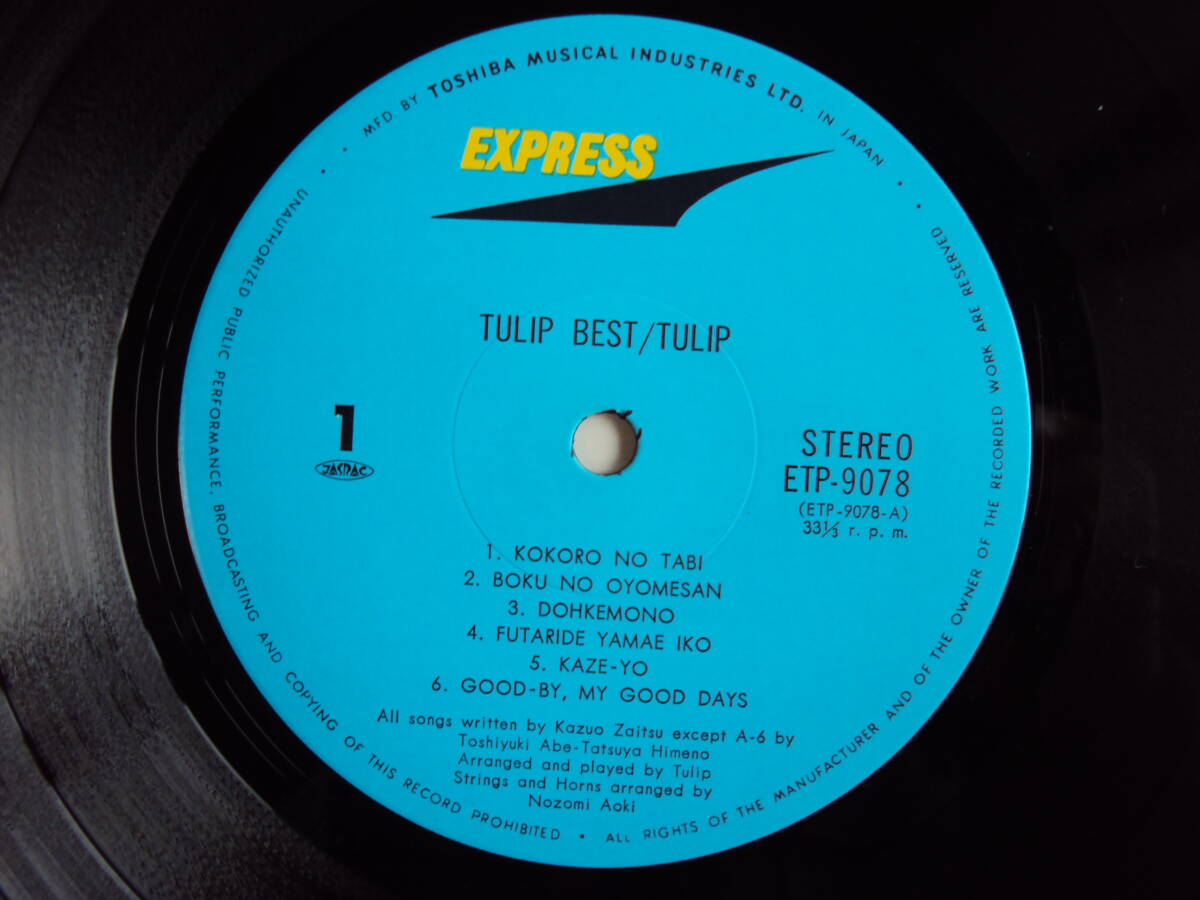 MFD. BY TOSHIBA MUSICAL INDUSTRIES LTD. IN JAPAN
EXPRESS
TULIP BEST/TULIP
1
JASRAC
STEREO
ETP-9078
(ETP-9078-A)
33⅓ r. p. m.
1. KOKORO NO TABI
2. BOKU NO OYOMESAN
3. DOHKEMONO
4. FUTARIDE YAMAE IKO
5. KAZE-YO
6. GOOD-BY, MY GOOD DAYS
All songs written by Kazuo Zaitsu except A-6 by
Toshiyuki Abe-Tatsuya Himeno
Arranged and played by Tulip
Strings and Horns arranged by
Nozomi Aoki
UNAUTHORIZED PUBLIC PERFORMANCE, BROADCASTING AND COPYING OF THIS RECORD PROHIBITED • ALL RIGHTS OF THE MANUFACTURER AND OF THE OWNER OF THE RECORDED WORK ARE RESERVED